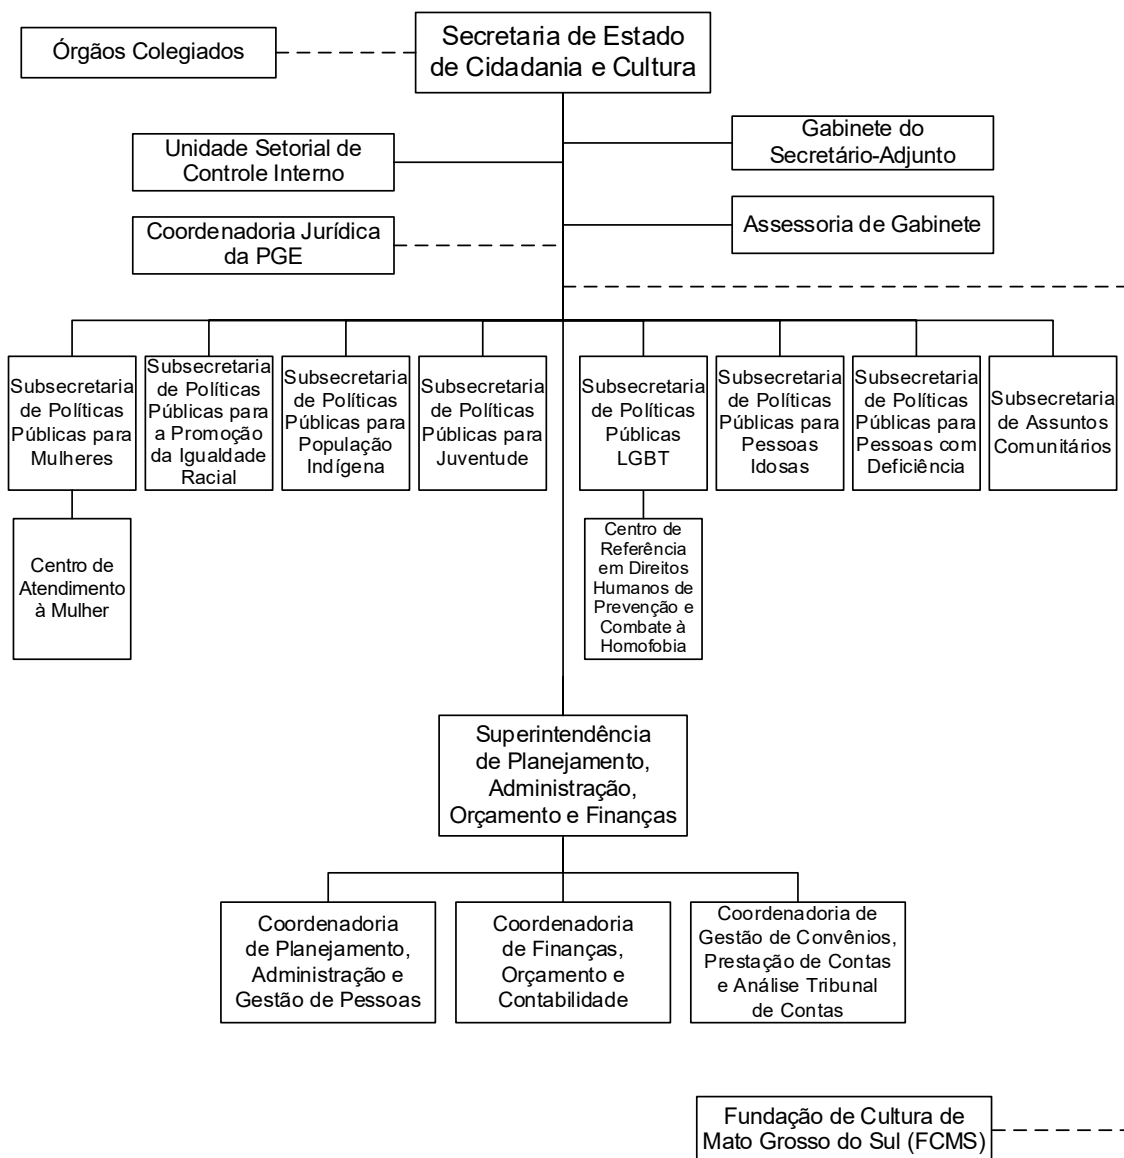 Órgãos Colegiados
Secretaria de Estado
de Cidadania e Cultura
Unidade Setorial de
Controle Interno
Gabinete do
Secretário-Adjunto
Coordenadoria Jurídica
da PGE
Assessoria de Gabinete
Subsecretaria
de Políticas
Públicas para
Mulheres
Subsecretaria
de Políticas
Públicas para
a Promoção
da Igualdade
Racial
Subsecretaria
de Políticas
Públicas para
População
Indígena
Subsecretaria
de Políticas
Públicas para
Juventude
Subsecretaria
de Políticas
Públicas
LGBT
Subsecretaria
de Políticas
Públicas para
Pessoas
Idosas
Subsecretaria
de Políticas
Públicas para
Pessoas com
Deficiência
Subsecretaria
de Assuntos
Comunitários
Centro de
Atendimento
à Mulher
Centro de
Referência
em Direitos
Humanos de
Prevenção e
Combate à
Homofobia
Superintendência
de Planejamento,
Administração,
Orçamento e Finanças
Coordenadoria
de Planejamento,
Administração e
Gestão de Pessoas
Coordenadoria
de Finanças,
Orçamento e
Contabilidade
Coordenadoria de
Gestão de Convênios,
Prestação de Contas
e Análise Tribunal
de Contas
Fundação de Cultura de
Mato Grosso do Sul (FCMS)